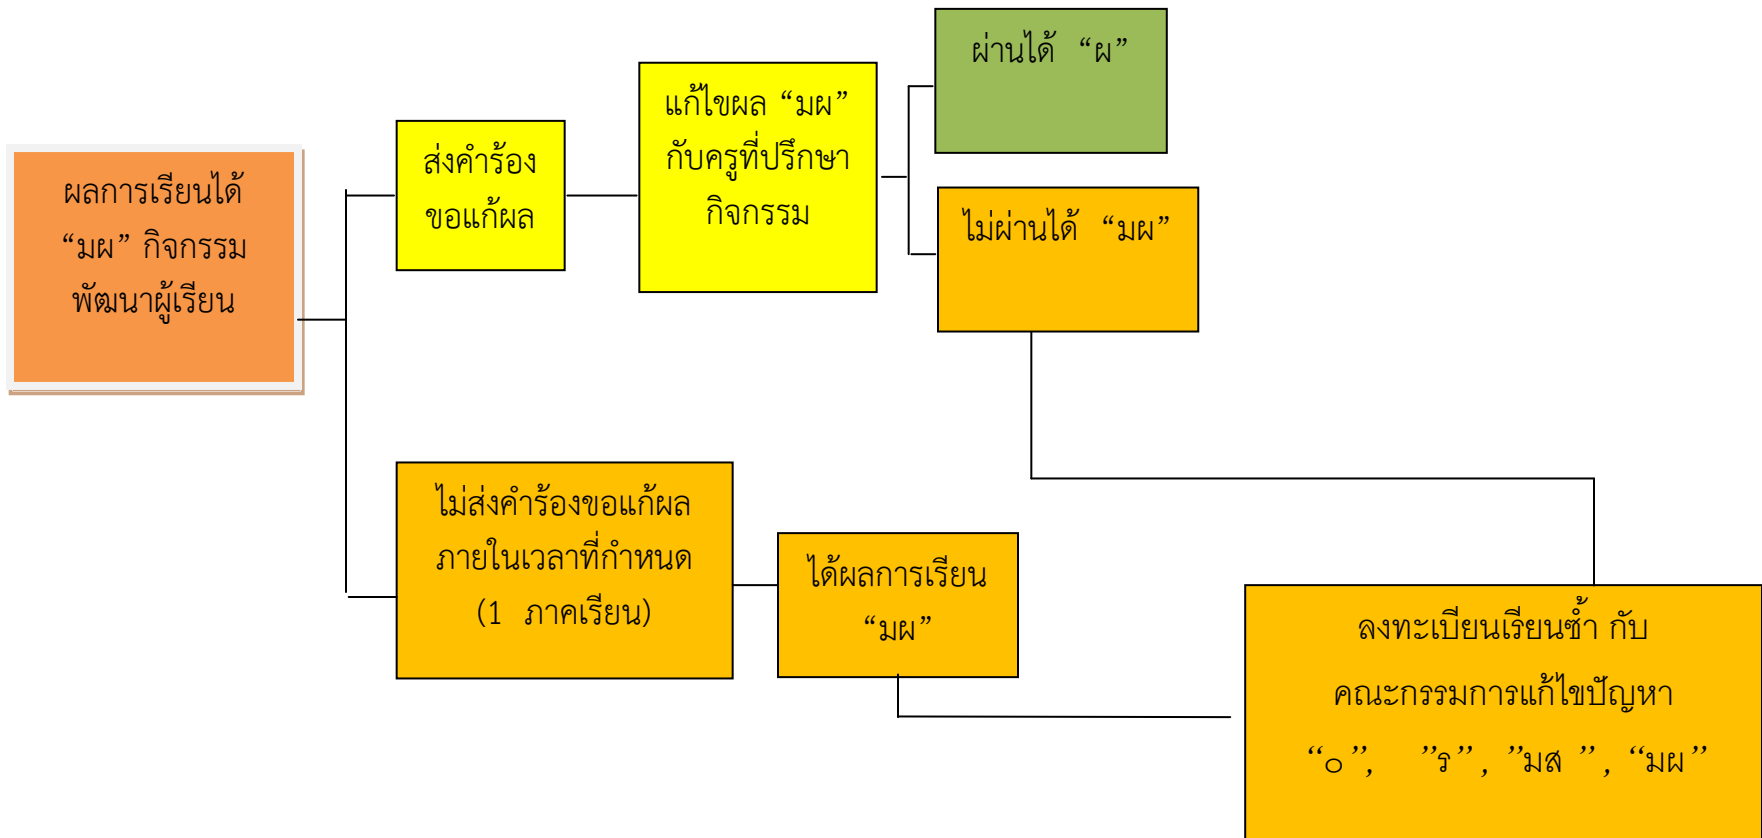 ผลการเรียนได้
“มผ” กิจกรรม
พัฒนาผู้เรียน
ส่งคำร้อง
ขอแก้ผล
แก้ไขผล “มผ”
กับครูที่ปรึกษา
กิจกรรม
ผ่านได้ “ผ”
ไม่ผ่านได้ “มผ”
ไม่ส่งคำร้องขอแก้ผล
ภายในเวลาที่กำหนด
(1 ภาคเรียน)
ได้ผลการเรียน
“มผ”
ลงทะเบียนเรียนซ้ำ กับ
คณะกรรมการแก้ไขปัญหา
“๐”, ”ร”, ”มส ”, “มผ”